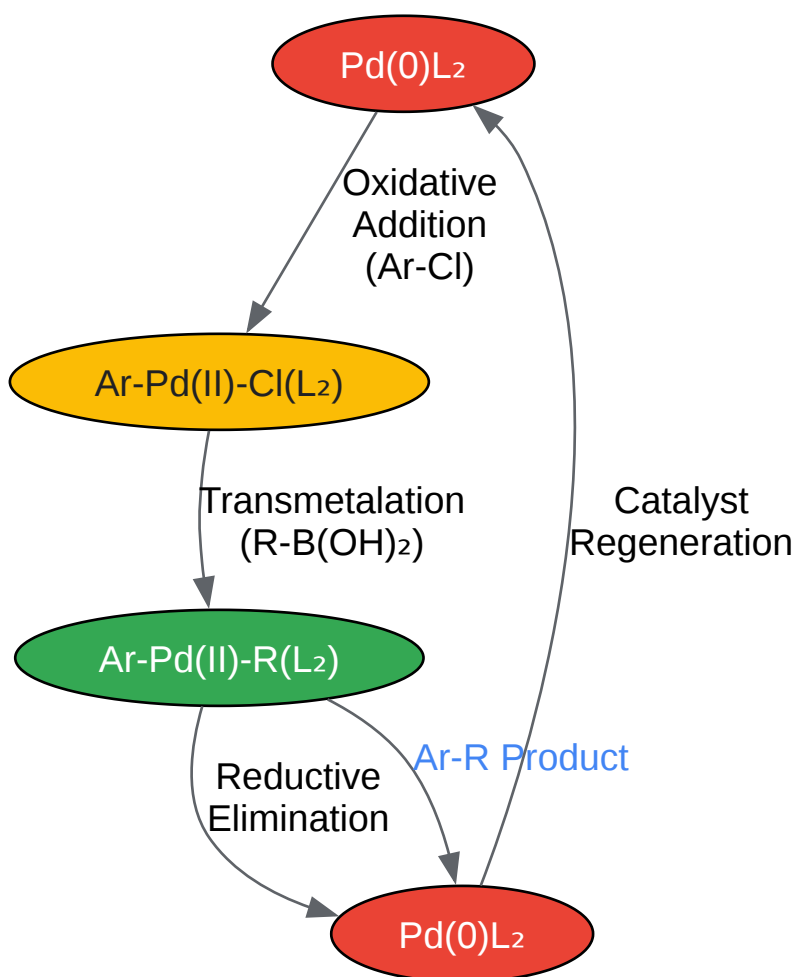 Pd(0)L₂
Oxidative
Addition
(Ar-Cl)
Ar-Pd(II)-Cl(L₂)
Transmetalation
(R-B(OH)₂)
Catalyst
Regeneration
Ar-Pd(II)-R(L₂)
Ar-R Product
Reductive
Elimination
Pd(0)L₂